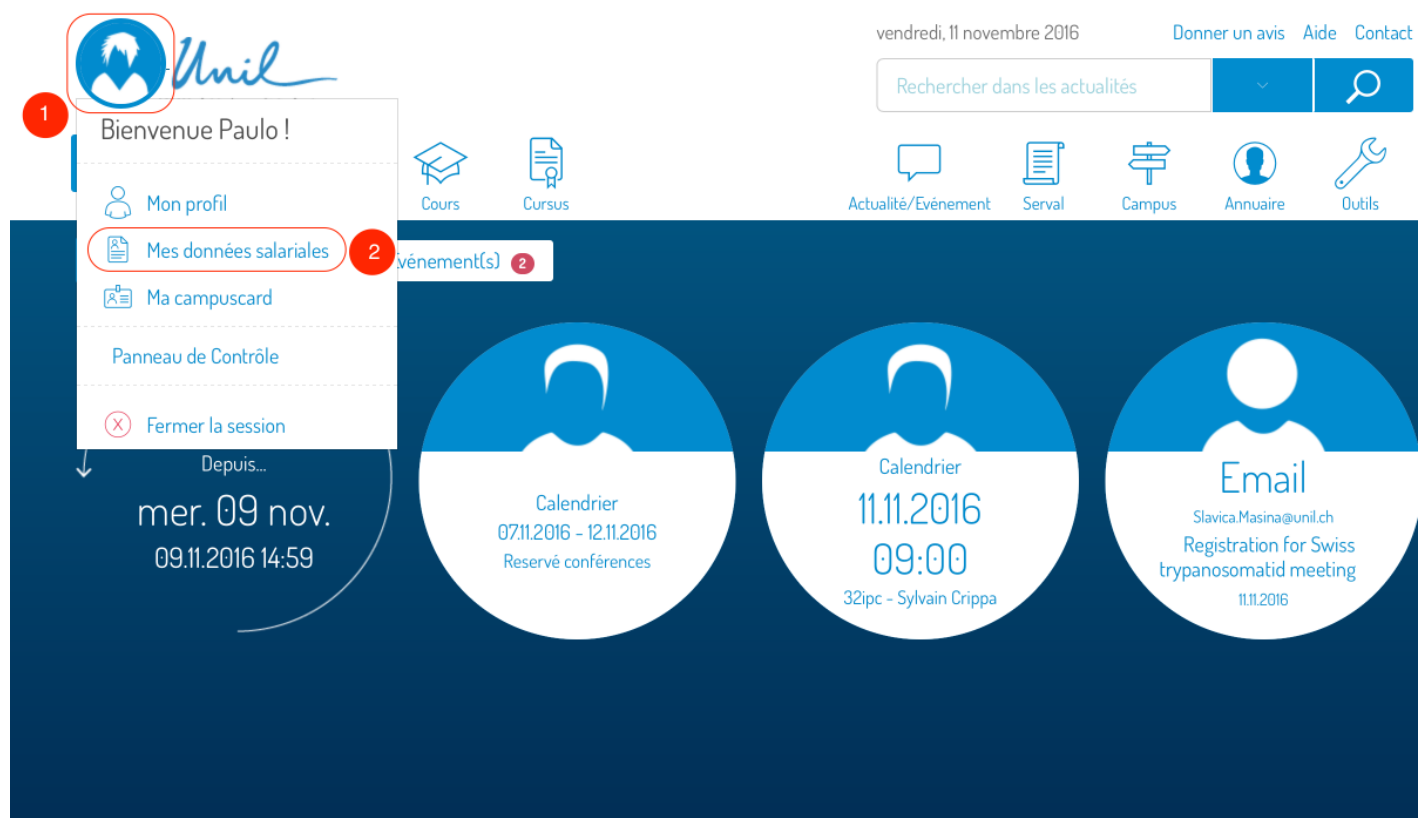 Unil
vendredi, 11 novembre 2016
Donner un avis Aide Contact
Rechercher dans les actualités
1
Bienvenue Paulo !
Mon profil
Mes données salariales
2
Ma campuscard
Panneau de Contrôle
X Fermer la session
Cours
Cursus
Actualité/Evénement
Serval
Campus
Annuaire
Outils
vénement(s) 2
Depuis...
mer. 09 nov.
09.11.2016 14:59
Calendrier
07.11.2016 - 12.11.2016
Reservé conférences
Calendrier
11.11.2016
09:00
32ipc - Sylvain Crippa
Email
Slavica.Masina@unil.ch
Registration for Swiss
trypanosomatid meeting
11.11.2016